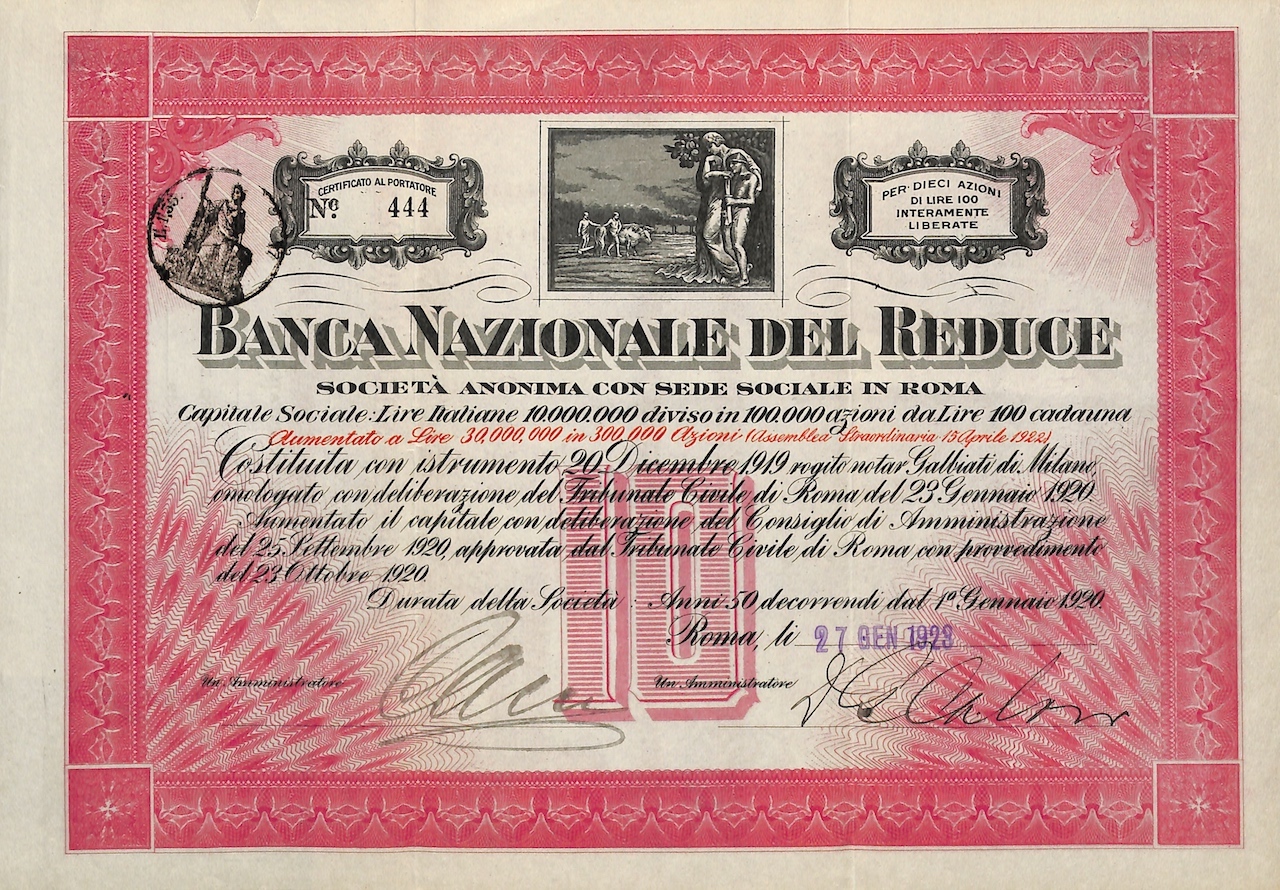 CERTIFICATO AL PORTATORE
Nº. 444
PER DIECI AZIONI
DI LIRE 100
INTERAMENTE
LIBERATE
BANCA NAZIONALE DEL REDUCE
SOCIETÀ ANONIMA CON SEDE SOCIALE IN ROMA
Capitale Sociale: Lire Italiane 10.000.000 diviso in 100.000 azioni da Lire 100 cadauna
Aumentato a Lire 30,000,000 in 300,000 Azioni (Assemblea Straordinaria 15 Aprile 1922)
Costituita con istrumento 20 Dicembre 1919 rogito notar Galbiati di Milano,
omologato con deliberazione del Tribunale Civile di Roma del 23 Gennaio 1920
Aumentato il capitale con deliberazione del Consiglio di Amministrazione
del 25 Settembre 1920, approvata dal Tribunale Civile di Roma con provvedimento
del 23 Ottobre 1920.
Durata della Società: Anni 50 decorrendi dal 1º Gennaio 1920.
10
Roma, li 27 GEN 1923
Un Amministratore
Un Amministratore